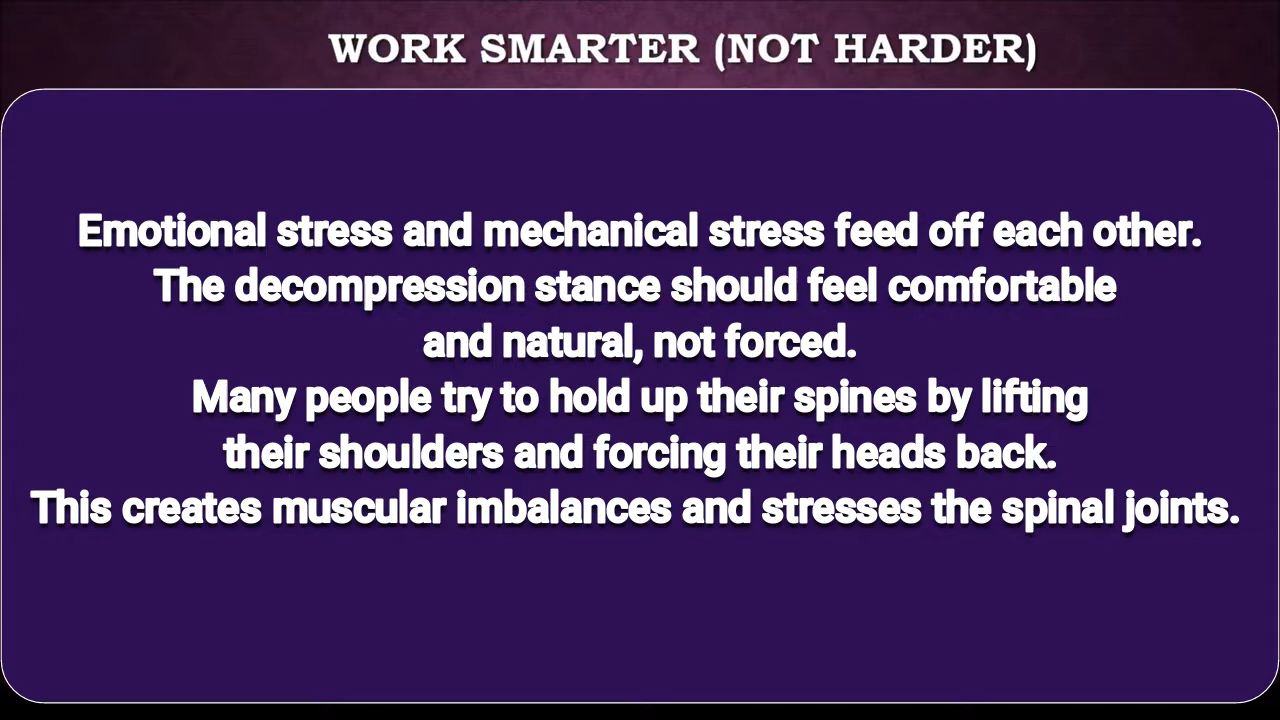 WORK SMARTER (NOT HARDER)
Emotional stress and mechanical stress feed off each other.
The decompression stance should feel comfortable
and natural, not forced.
Many people try to hold up their spines by lifting
their shoulders and forcing their heads back.
This creates muscular imbalances and stresses the spinal joints.